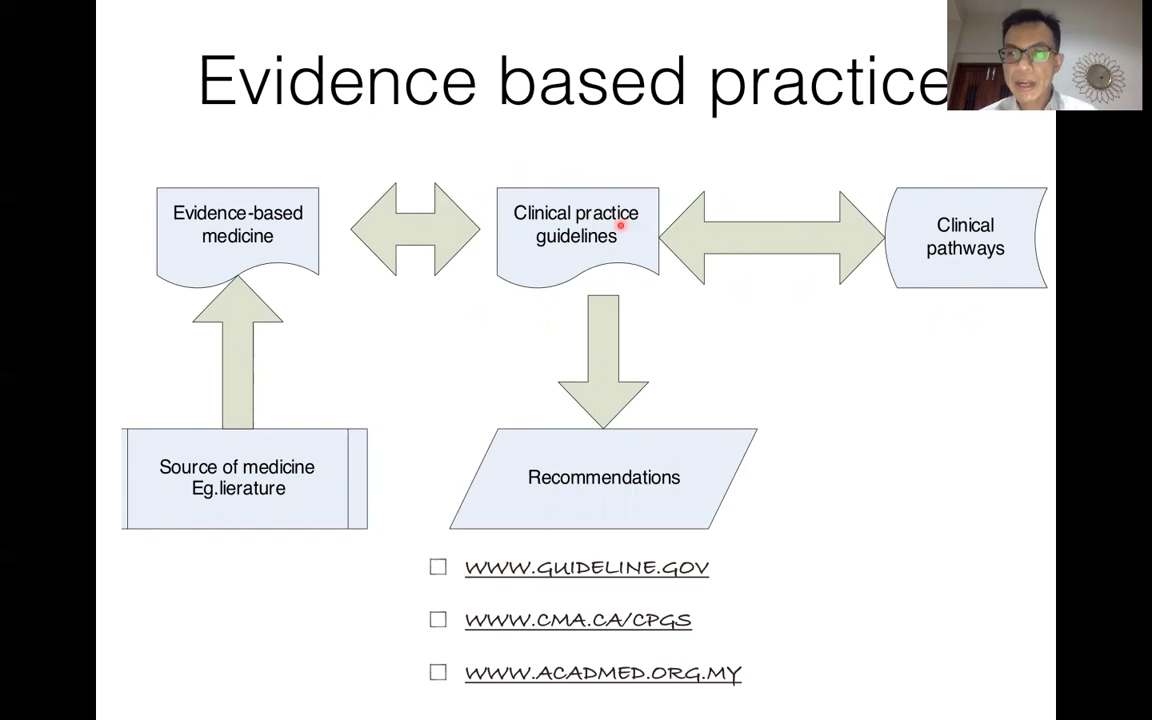 Evidence based practice
Evidence-based
medicine
Clinical practice
guidelines
Clinical
pathways
Source of medicine
Eg.lierature
Recommendations
WWW.GUIDELINE.GOV
WWW.CMA.CA/CPGS
WWW.ACADMED.ORG.MY